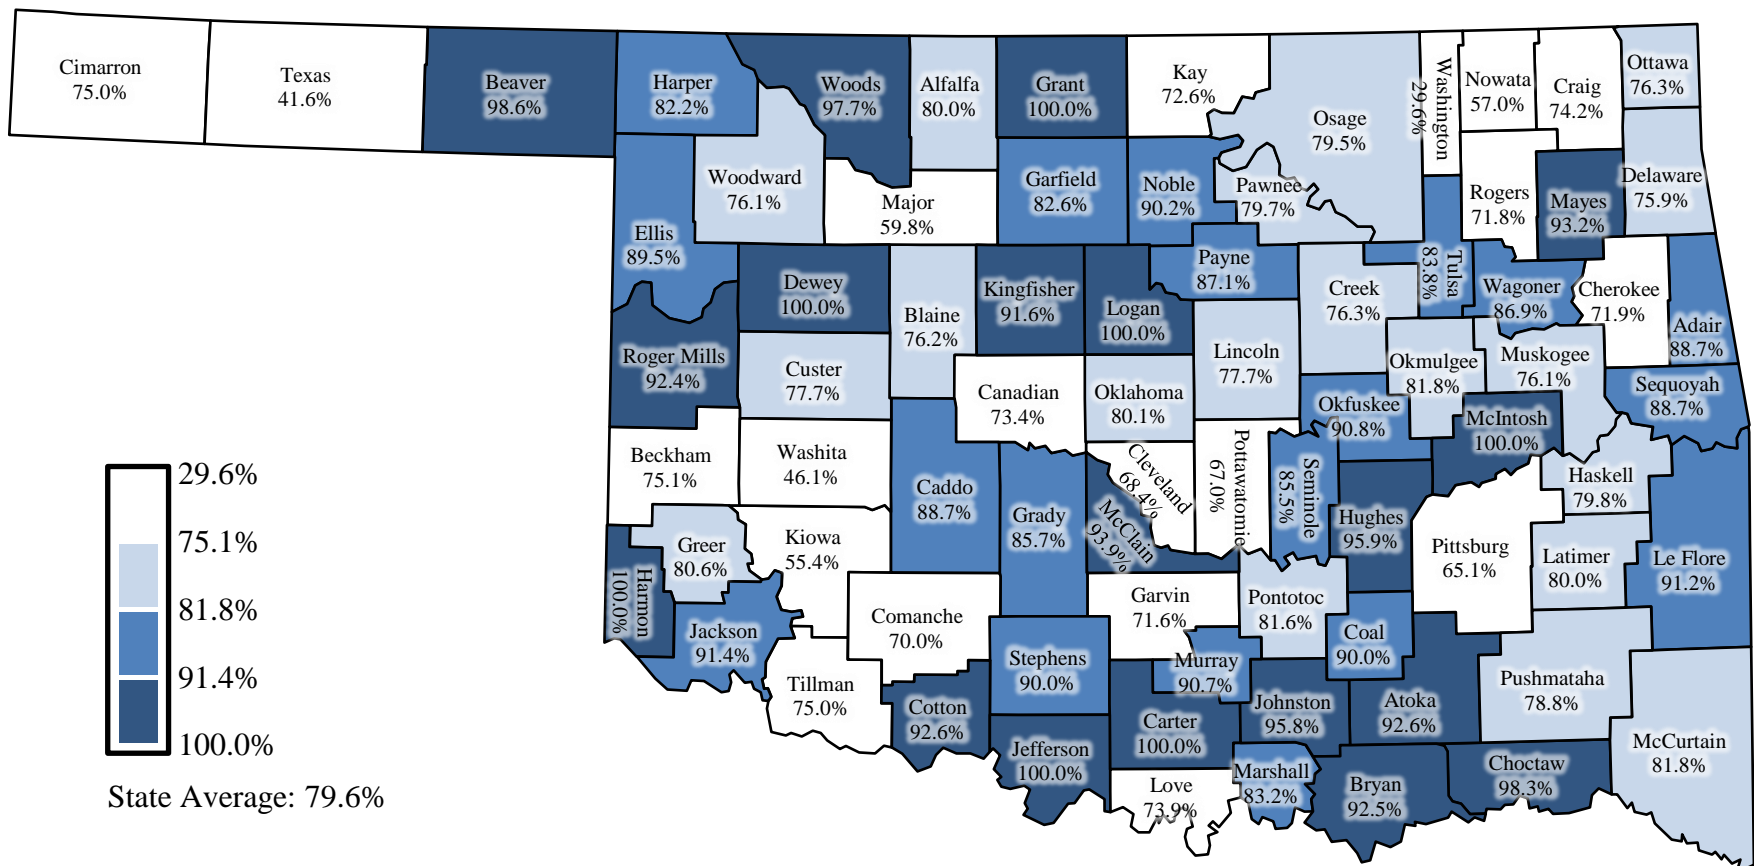 Cimarron
75.0%
Texas
41.6%
Beaver
98.6%
Harper
82.2%
Woods
97.7%
Alfalfa
80.0%
Grant
100.0%
Kay
72.6%
Osage
79.5%
Washington
29.6%
Nowata
57.0%
Craig
74.2%
Ottawa
76.3%
Woodward
76.1%
Major
59.8%
Garfield
82.6%
Noble
90.2%
Pawnee
79.7%
Rogers
71.8%
Mayes
93.2%
Delaware
75.9%
Ellis
89.5%
Dewey
100.0%
Blaine
76.2%
Kingfisher
91.6%
Logan
100.0%
Payne
87.1%
Creek
76.3%
Tulsa
83.8%
Wagoner
86.9%
Cherokee
71.9%
Adair
88.7%
Roger Mills
92.4%
Custer
77.7%
Canadian
73.4%
Oklahoma
80.1%
Lincoln
77.7%
Okmulgee
81.8%
Muskogee
76.1%
Sequoyah
88.7%
Okfuskee
90.8%
McIntosh
100.0%
Beckham
75.1%
Washita
46.1%
Caddo
88.7%
Grady
85.7%
Cleveland
68.4%
McClain
93.9%
Pottawatomie
67.0%
Seminole
85.5%
Hughes
95.9%
Haskell
79.8%
Pittsburg
65.1%
Latimer
80.0%
Le Flore
91.2%
Greer
80.6%
Kiowa
55.4%
Harmon
100.0%
Jackson
91.4%
Comanche
70.0%
Garvin
71.6%
Pontotoc
81.6%
Coal
90.0%
Tillman
75.0%
Stephens
90.0%
Murray
90.7%
Johnston
95.8%
Atoka
92.6%
Pushmataha
78.8%
Cotton
92.6%
Carter
100.0%
Jefferson
100.0%
Love
73.9%
Marshall
83.2%
Bryan
92.5%
Choctaw
98.3%
McCurtain
81.8%
29.6%
75.1%
81.8%
91.4%
100.0%
State Average: 79.6%